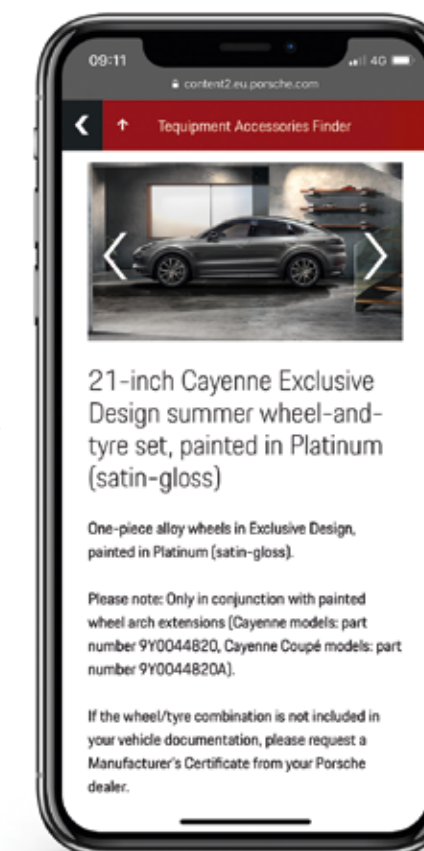 09:11
4G
content2.eu.porsche.com
Tequipment Accessories Finder
21-inch Cayenne Exclusive
Design summer wheel-and-
tyre set, painted in Platinum
(satin-gloss)
One-piece alloy wheels in Exclusive Design,
painted in Platinum (satin-gloss).
Please note: Only in conjunction with painted
wheel arch extensions (Cayenne models: part
number 9Y0044820, Cayenne Coupé models: part
number 9Y0044820A).
If the wheel/tyre combination is not included in
your vehicle documentation, please request a
Manufacturer's Certificate from your Porsche
dealer.